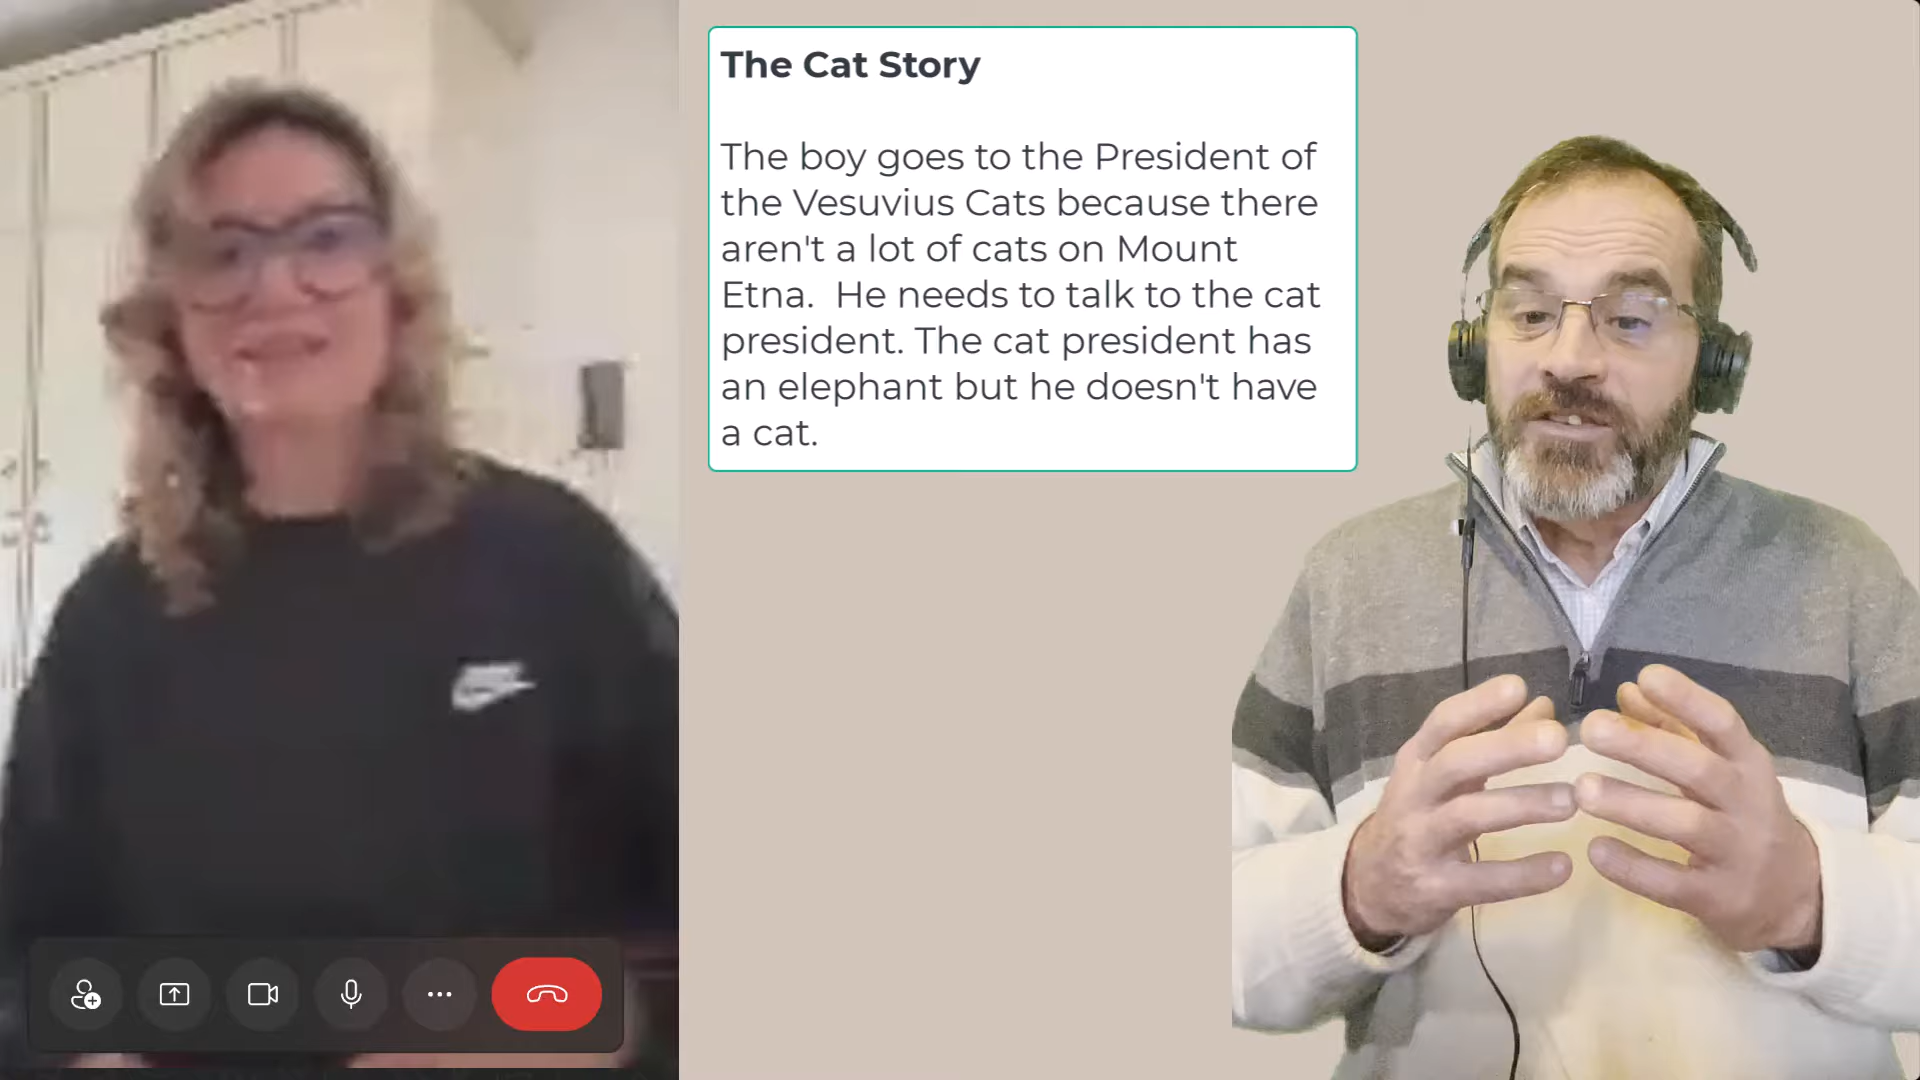 The Cat Story
The boy goes to the President of
the Vesuvius Cats because there
aren't a lot of cats on Mount
Etna.  He needs to talk to the cat
president. The cat president has
an elephant but he doesn't have
a cat.